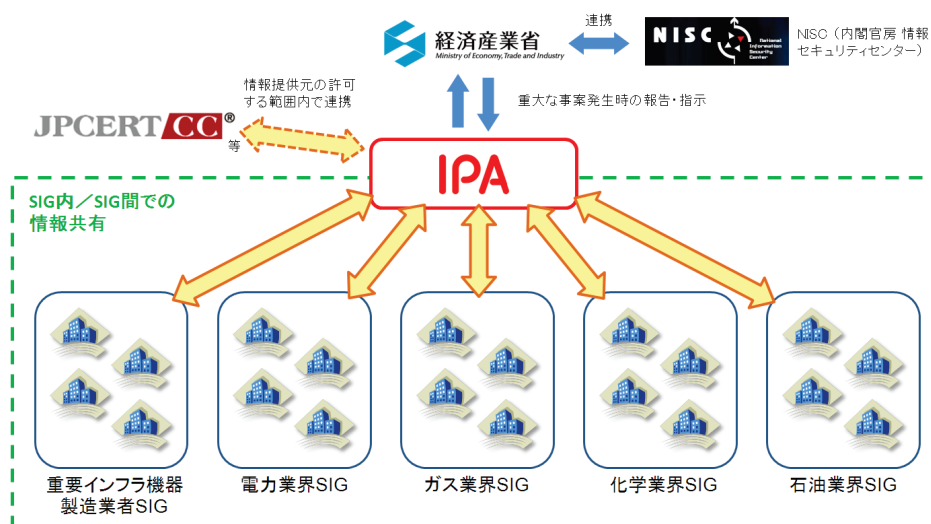 経済産業省
Ministry of Economy, Trade and Industry
連携
NISC
National
Information
Security
Center
NISC（内閣官房 情報
セキュリティセンター）
情報提供元の許可
する範囲内で連携
重大な事案発生時の報告・指示
JPCERT CC®
等
IPA
SIG内／SIG間での
情報共有
重要インフラ機器
製造業者SIG
電力業界SIG
ガス業界SIG
化学業界SIG
石油業界SIG